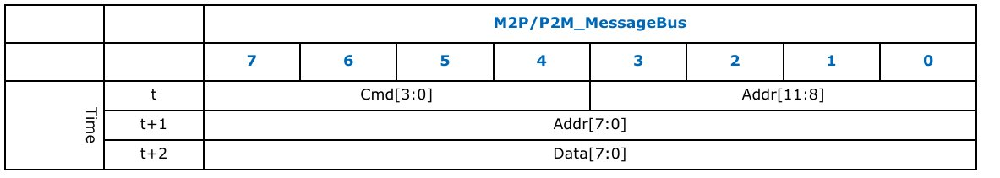 M2P/P2M_MessageBus
7 6 5 4 3 2 1 0
Time
t Cmd[3:0] Addr[11:8]
t+1 Addr[7:0]
t+2 Data[7:0]